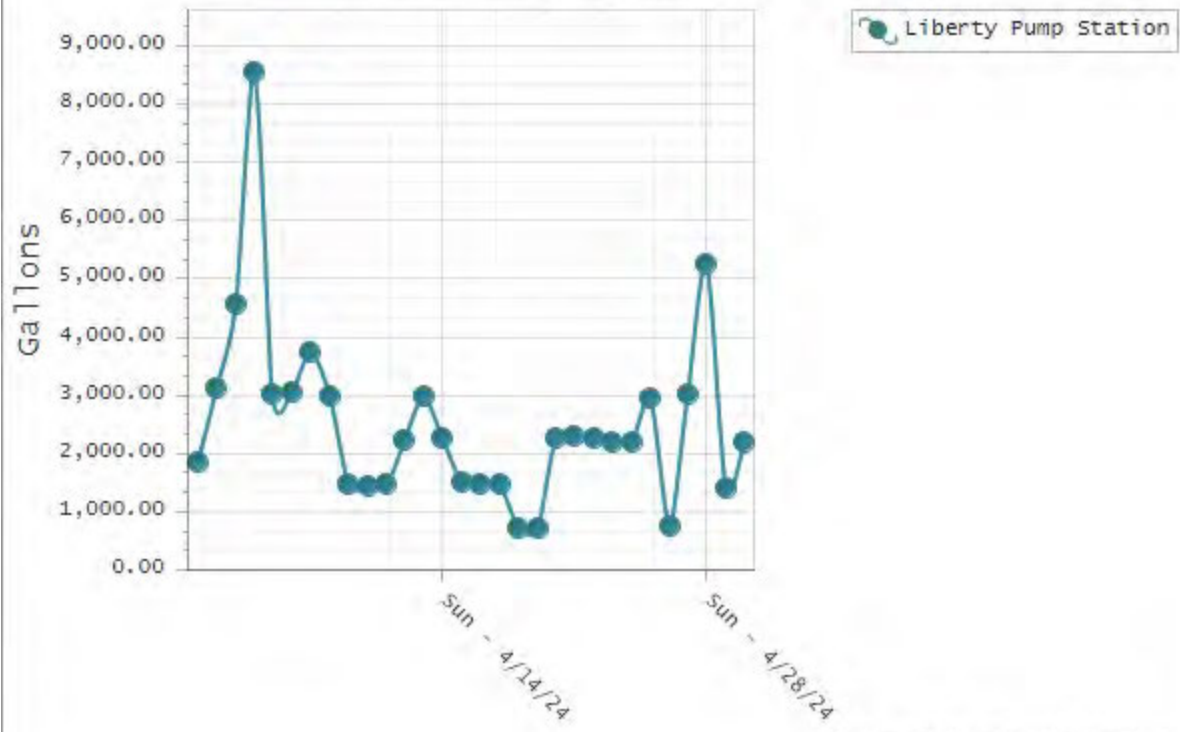 Liberty Pump Station
9,000.00
8,000.00
7,000.00
6,000.00
5,000.00
4,000.00
3,000.00
2,000.00
1,000.00
0.00
Gallons
Sun - 4/14/24
Sun - 4/28/24